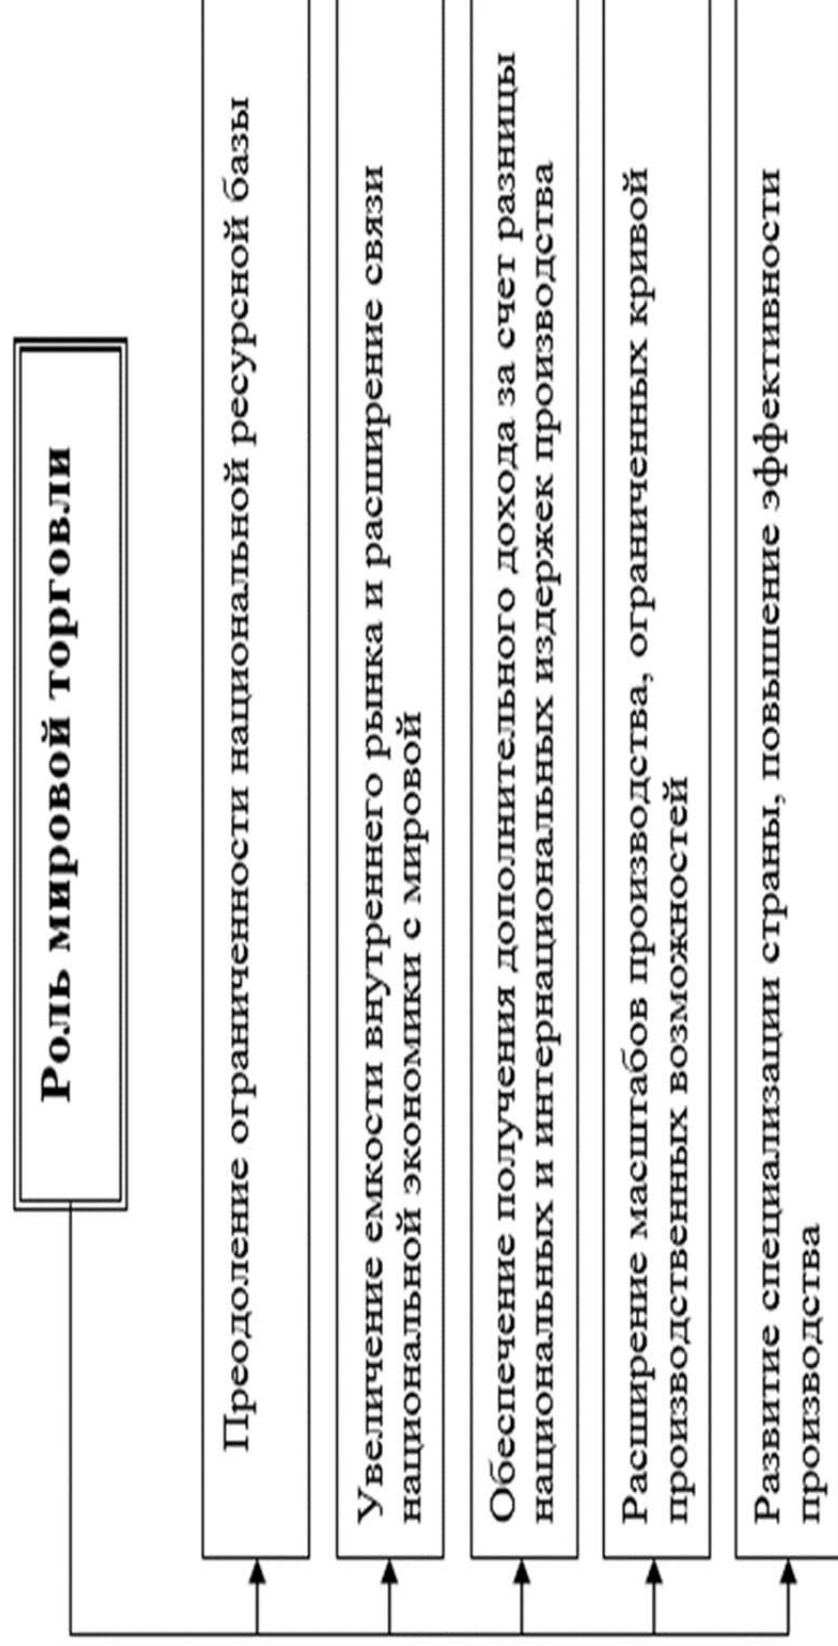 Роль мировой торговли
Преодоление ограниченности национальной ресурсной базы
Увеличение емкости внутреннего рынка и расширение связи
национальной экономики с мировой
Обеспечение получения дополнительного дохода за счет разницы
национальных и интернациональных издержек производства
Расширение масштабов производства, ограниченных кривой
производственных возможностей
Развитие специализации страны, повышение эффективности
производства